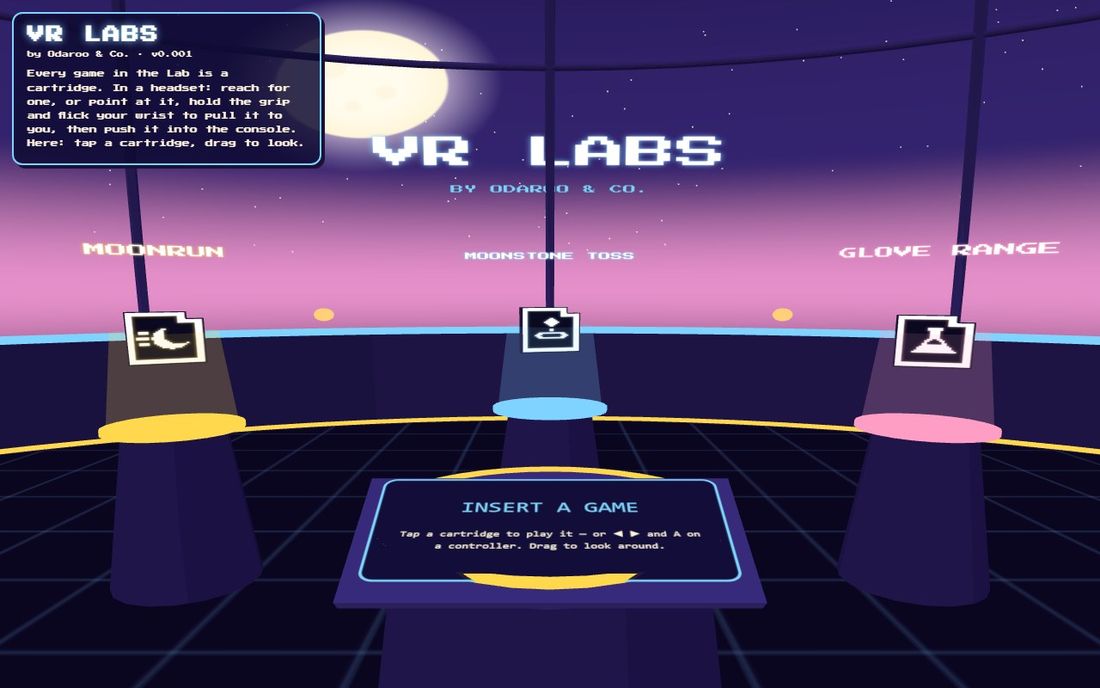 VR LABS
by Odaroo & Co. · v0.001
Every game in the Lab is a
cartridge. In a headset: reach for
one, or point at it, hold the grip
and flick your wrist to pull it to
you, then push it into the console.
Here: tap a cartridge, drag to look.
VR LABS
BY ODAROO & CO.
MOONRUN
MOONSTONE TOSS
GLOVE RANGE
INSERT A GAME
Tap a cartridge to play it — or ◀ ▶ and A on
a controller. Drag to look around.